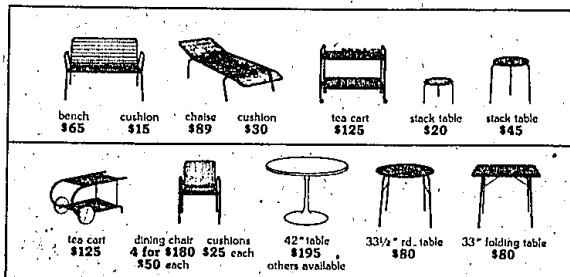 bench cushion chaise cushion tea cart stack table stack table
$65 $15 $89 $30 $125 $20 $45
tea cart dining chair cushions 42" table 33½" rd. table 33" folding table
$125 4 for $180 $25 each $195 $80 $80
$50 each others available